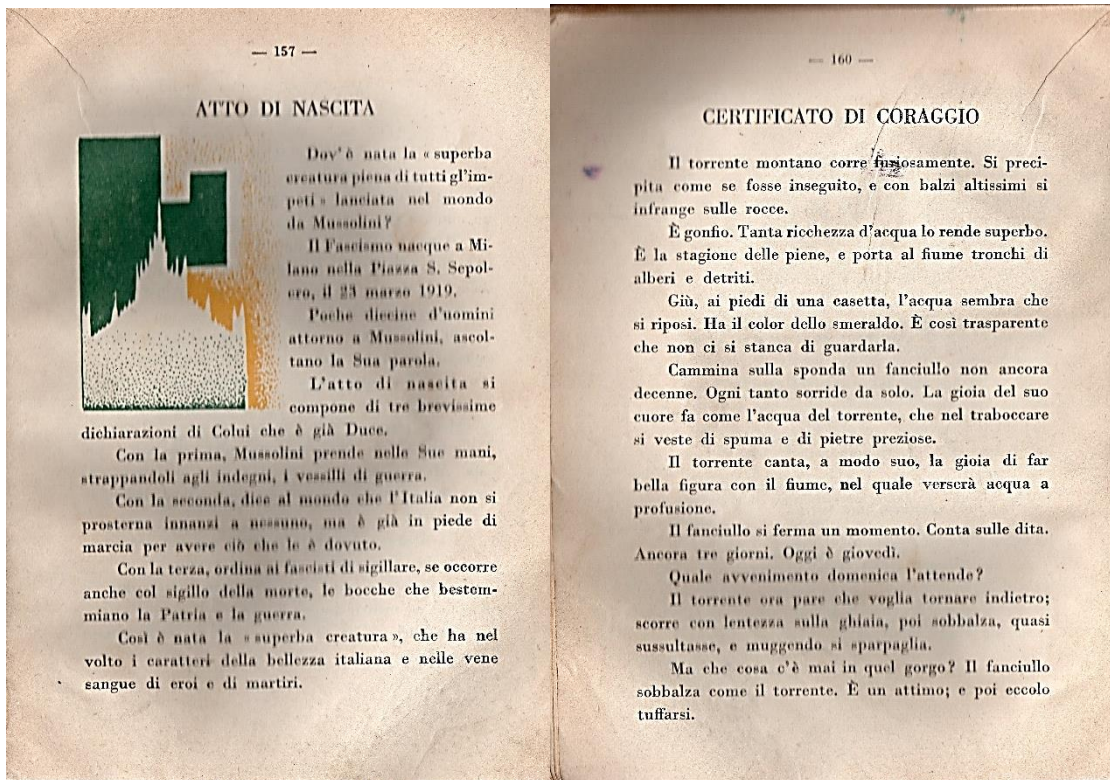 — 157 —
ATTO DI NASCITA
Dov'è nata la « superba
creatura piena di tutti gl'im-
peti » lanciata nel mondo
da Mussolini?
Il Fascismo nacque a Mi-
lano nella Piazza S. Sepol-
cro, il 23 marzo 1919.
Poche diecine d'uomini
attorno a Mussolini, ascol-
tano la Sua parola.
L'atto di nascita si
compone di tre brevissime
dichiarazioni di Colui che è già Duce.
Con la prima, Mussolini prende nelle Sue mani,
strappandoli agli indegni, i vessilli di guerra.
Con la seconda, dice al mondo che l'Italia non si
prosterna innanzi a nessuno, ma è già in piede di
marcia per avere ciò che le è dovuto.
Con la terza, ordina ai fascisti di sigillare, se occorre
anche col sigillo della morte, le bocche che bestem-
miano la Patria e la guerra.
Così è nata la « superba creatura », che ha nel
volto i caratteri della bellezza italiana e nelle vene
sangue di eroi e di martiri.
— 160 —
CERTIFICATO DI CORAGGIO
Il torrente montano corre furiosamente. Si preci-
pita come se fosse inseguito, e con balzi altissimi si
infrange sulle rocce.
È gonfio. Tanta ricchezza d'acqua lo rende superbo.
È la stagione delle piene, e porta al fiume tronchi di
alberi e detriti.
Giù, ai piedi di una casetta, l'acqua sembra che
si riposi. Ha il color dello smeraldo. È così trasparente
che non ci si stanca di guardarla.
Cammina sulla sponda un fanciullo non ancora
decenne. Ogni tanto sorride da solo. La gioia del suo
cuore fa come l'acqua del torrente, che nel traboccare
si veste di spuma e di pietre preziose.
Il torrente canta, a modo suo, la gioia di far
bella figura con il fiume, nel quale verserà acqua a
profusione.
Il fanciullo si ferma un momento. Conta sulle dita.
Ancora tre giorni. Oggi è giovedì.
Quale avvenimento domenica l'attende?
Il torrente ora pare che voglia tornare indietro;
scorre con lentezza sulla ghiaia, poi sobbalza, quasi
sussultasse, e muggendo si sparpaglia.
Ma che cosa c'è mai in quel gorgo? Il fanciullo
sobbalza come il torrente. È un attimo; e poi eccolo
tuffarsi.